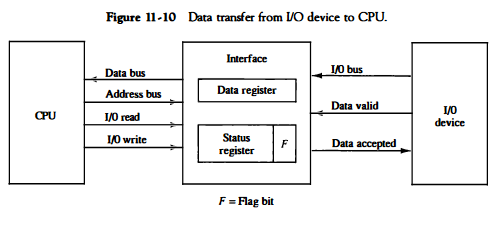 Figure 11-10 Data transfer from I/O device to CPU.
Interface
Data bus
I/O bus
Data register
Address bus
Data valid
CPU
I/O read
I/O
device
I/O write
Status
register
F
Data accepted
F = Flag bit